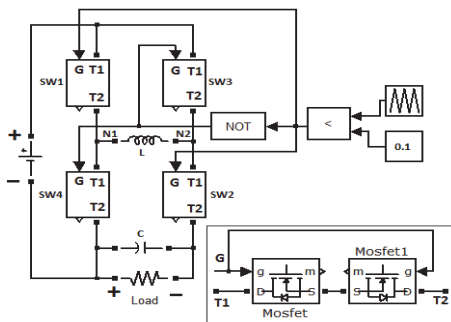 G T1
SW1
T2
G T1
SW3
T2
N1
N2
L
NOT
<
0.1
+
−
G T1
SW4
T2
G T1
SW2
T2
C
+ Load −
Mosfet1
G
g m
m g
D S
S D
T1
T2
Mosfet